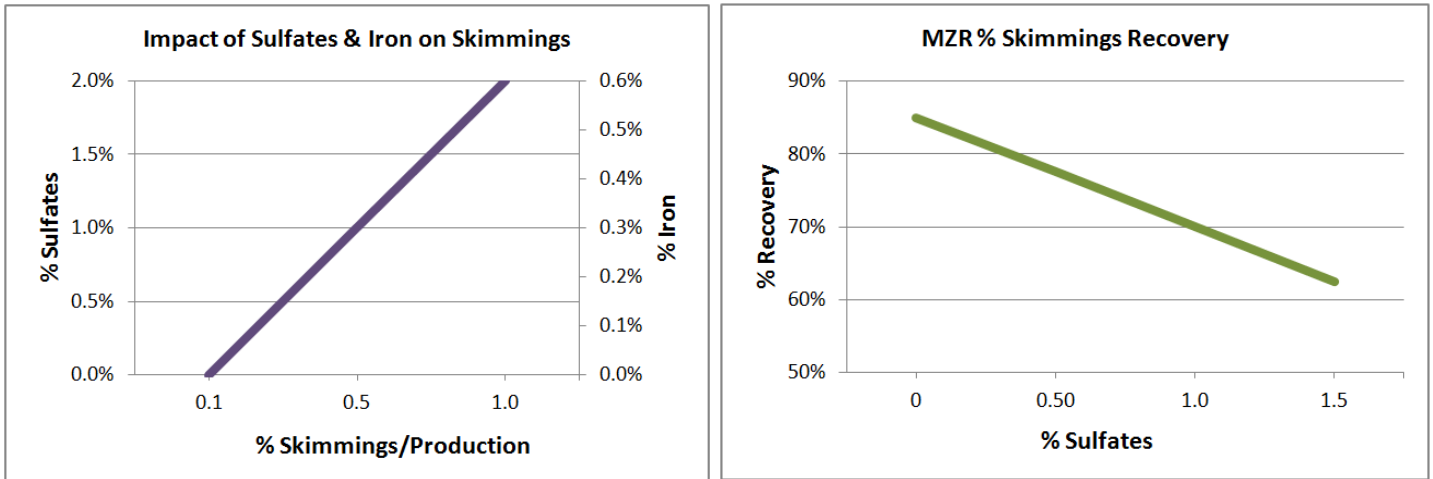 Impact of Sulfates & Iron on Skimmings
% Sulfates
2.0%
1.5%
1.0%
0.5%
0.0%
0.6%
0.5%
0.4%
0.3%
0.2%
0.1%
0.0%
% Iron
0.1 0.5 1.0
% Skimmings/Production
MZR % Skimmings Recovery
% Recovery
90%
80%
70%
60%
50%
0 0.50 1.0 1.5
% Sulfates